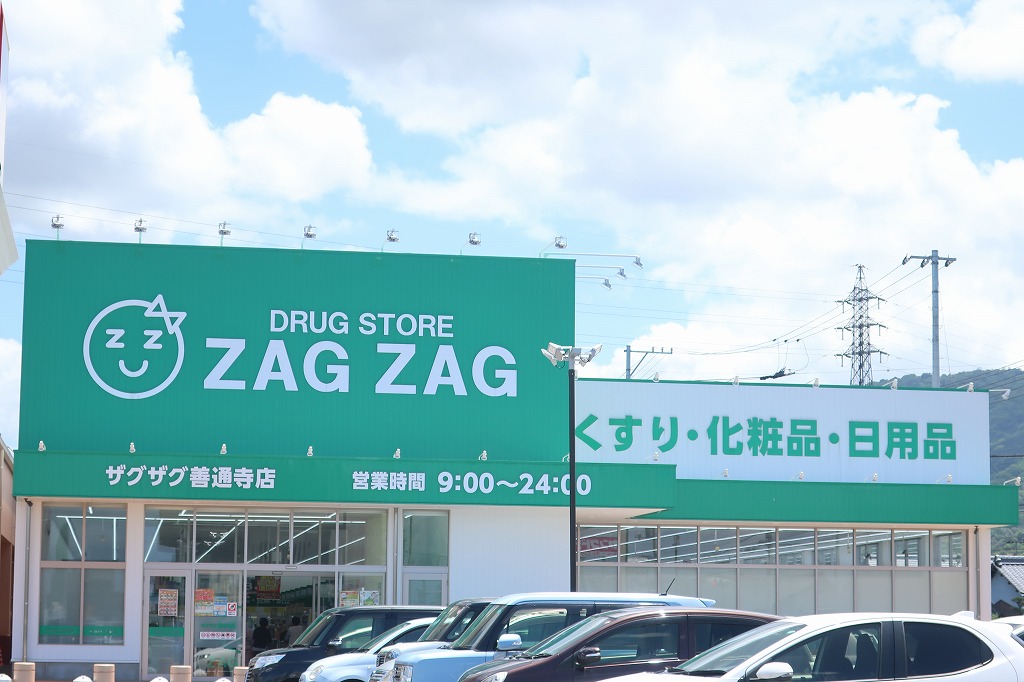 DRUG STORE
ZAG ZAG
くすり・化粧品・日用品
ザグザグ善通寺店 営業時間 9:00～24:00